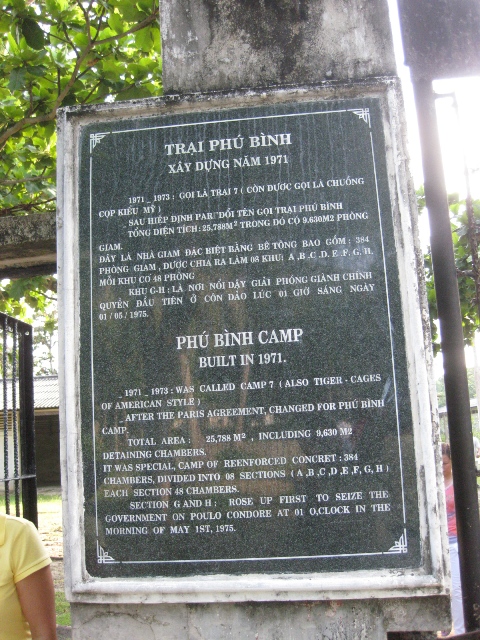 TRẠI PHÚ BÌNH
XÂY DỰNG NĂM 1971
1971 _ 1973 : GỌI LÀ TRẠI 7 ( CÒN ĐƯỢC GỌI LÀ CHUỒNG
CỌP KIỂU MỸ )
SAU HIỆP ĐỊNH PARI ĐỔI TÊN GỌI TRẠI PHÚ BÌNH
TỔNG DIỆN TÍCH : 25,788M² TRONG ĐÓ CÓ 9.630M2 PHÒNG
GIAM.
ĐÂY LÀ NHÀ GIAM ĐẶC BIỆT BẰNG BÊ TÔNG BAO GỒM : 384
PHÒNG GIAM , ĐƯỢC CHIA RA LÀM 08 KHU: A ,B ,C ,D ,E ,F ,G ,H.
MỖI KHU CÓ 48 PHÒNG
KHU G-H : LÀ NƠI NỔI DẬY GIẢI PHÓNG GIÀNH CHÍNH
QUYỀN ĐẦU TIÊN Ở CÔN ĐẢO LÚC 01 GIỜ SÁNG NGÀY
01 / 05 / 1975.
PHÚ BÌNH CAMP
BUILT IN 1971.
1971 _ 1973 : WAS CALLED CAMP 7 ( ALSO TIGER - CAGES
OF AMERICAN STYLE )
AFTER THE PARIS AGREEMENT, CHANGED FOR PHÚ BÌNH
CAMP.
TOTAL AREA : 25,788 M² , INCLUDING 9,630 M2
DETAINING CHAMBERS.
IT WAS SPECIAL, CAMP OF REENFORCED CONCRET : 384
CHAMBERS, DIVIDED INTO 08 SECTIONS ( A ,B ,C ,D ,E ,F, G, H )
EACH SECTION 48 CHAMBERS.
SECTION G AND H : ROSE UP FIRST TO SEIZE THE
GOVERNMENT ON POULO CONDORE AT 01 O,CLOCK IN THE
MORNING OF MAY 1ST, 1975.